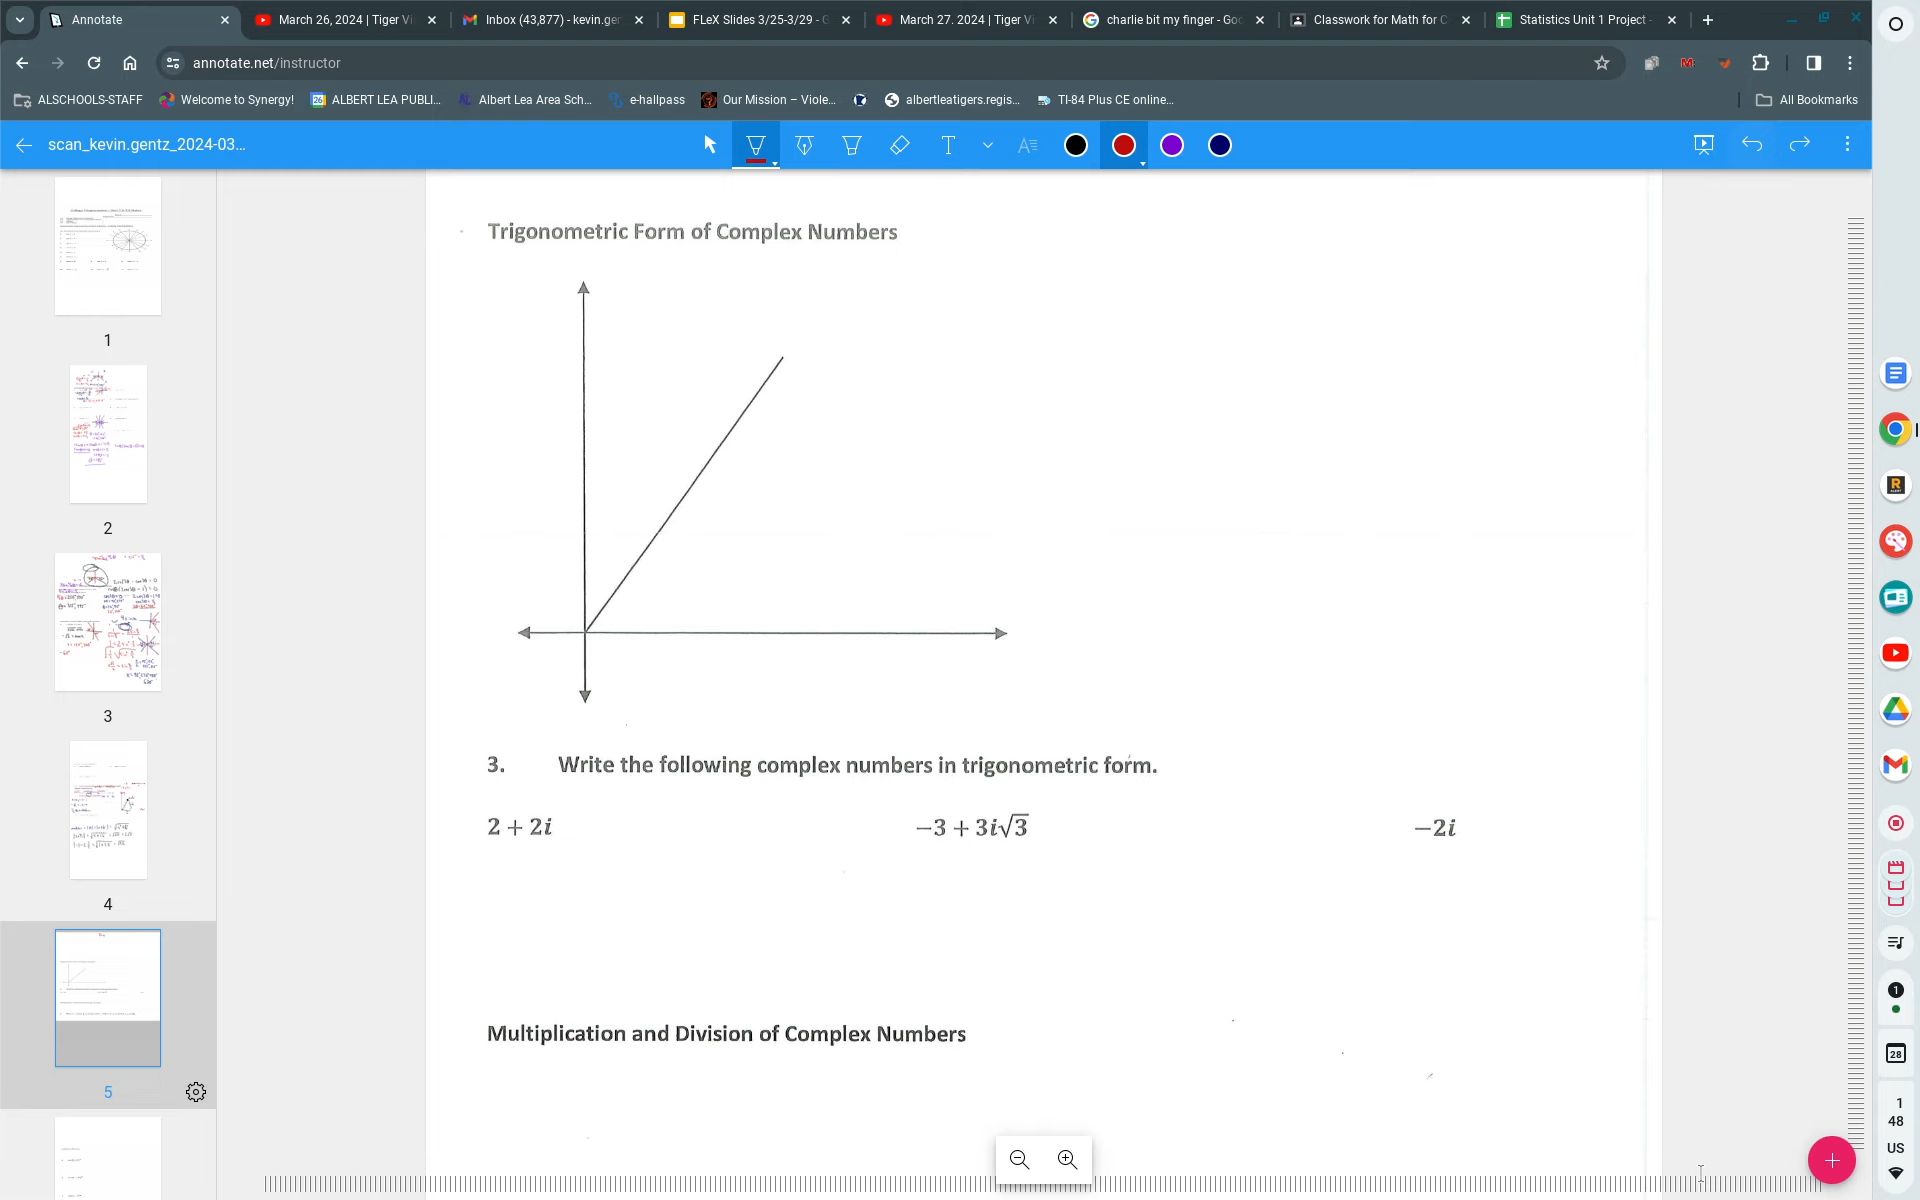 Annotate
March 26, 2024 | Tiger Vi
Inbox (43,877) - kevin.gen
FLeX Slides 3/25-3/29 - G
March 27. 2024 | Tiger Vi
charlie bit my finger - Goo
Classwork for Math for C
Statistics Unit 1 Project -
annotate.net/instructor
ALSCHOOLS-STAFF
Welcome to Synergy!
ALBERT LEA PUBLI...
Albert Lea Area Sch...
e-hallpass
Our Mission – Viole...
albertleatigers.regis...
TI-84 Plus CE online...
All Bookmarks
scan_kevin.gentz_2024-03...
1
2
3
4
5
Trigonometric Form of Complex Numbers
3. Write the following complex numbers in trigonometric form.
2 + 2i
−3 + 3i√3
−2i
Multiplication and Division of Complex Numbers
1
28
1
48
US